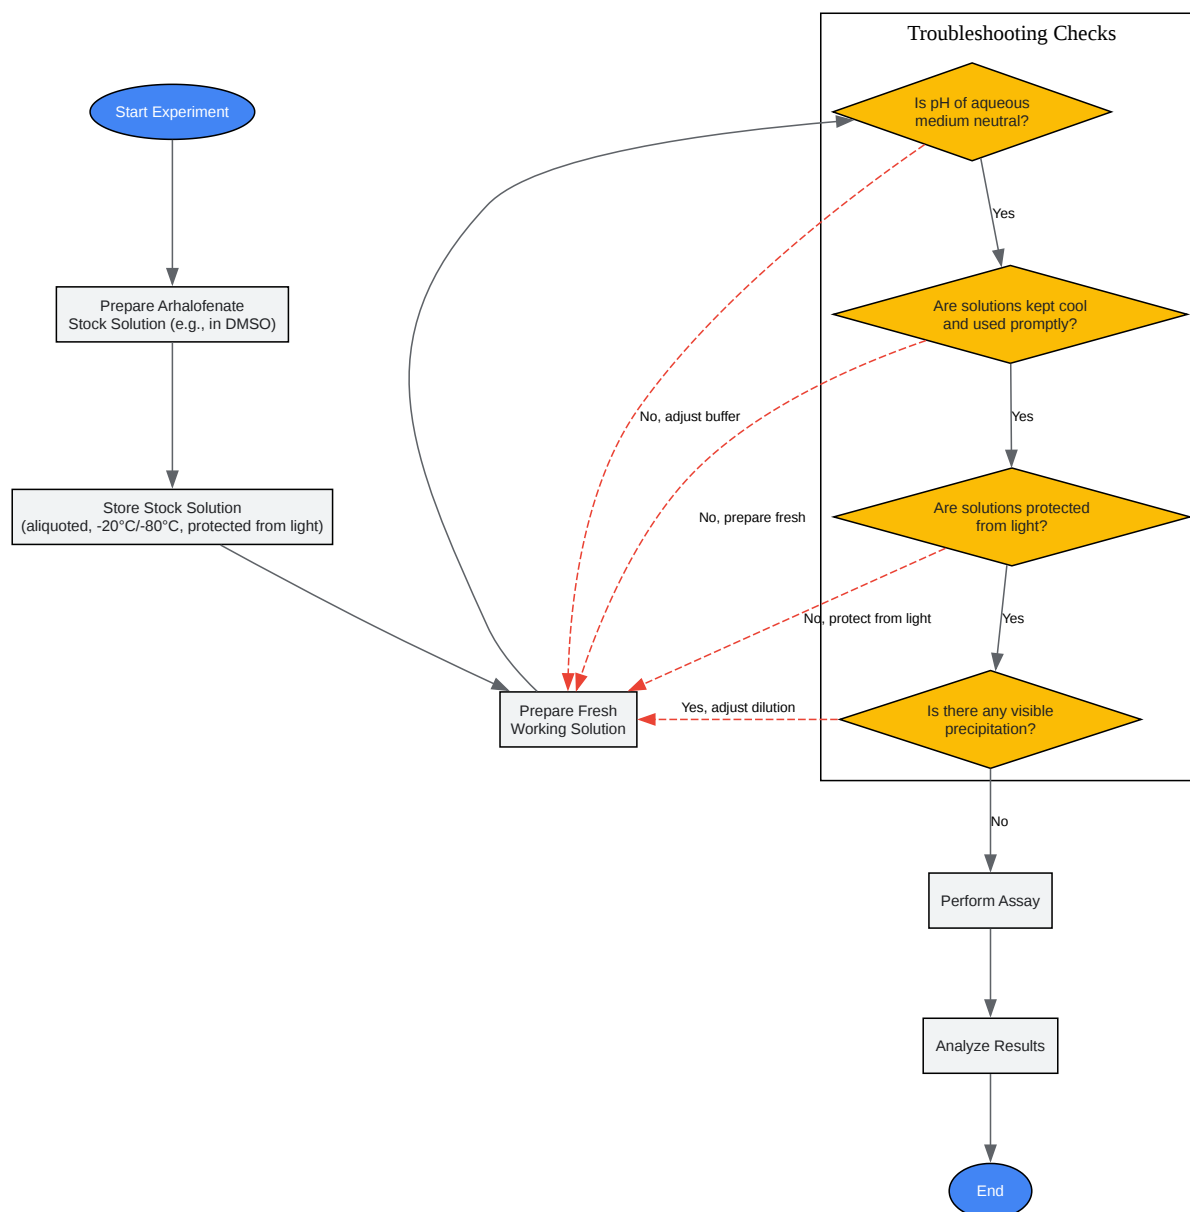 Troubleshooting Checks
Start Experiment
Is pH of aqueous
medium neutral?
Yes
Prepare Arhalofenate
Stock Solution (e.g., in DMSO)
Are solutions kept cool
and used promptly?
No, adjust buffer
Yes
Store Stock Solution
(aliquoted, -20°C/-80°C, protected from light)
No, prepare fresh
Are solutions protected
from light?
No, protect from light
Yes
Prepare Fresh
Working Solution
Yes, adjust dilution
Is there any visible
precipitation?
No
Perform Assay
Analyze Results
End